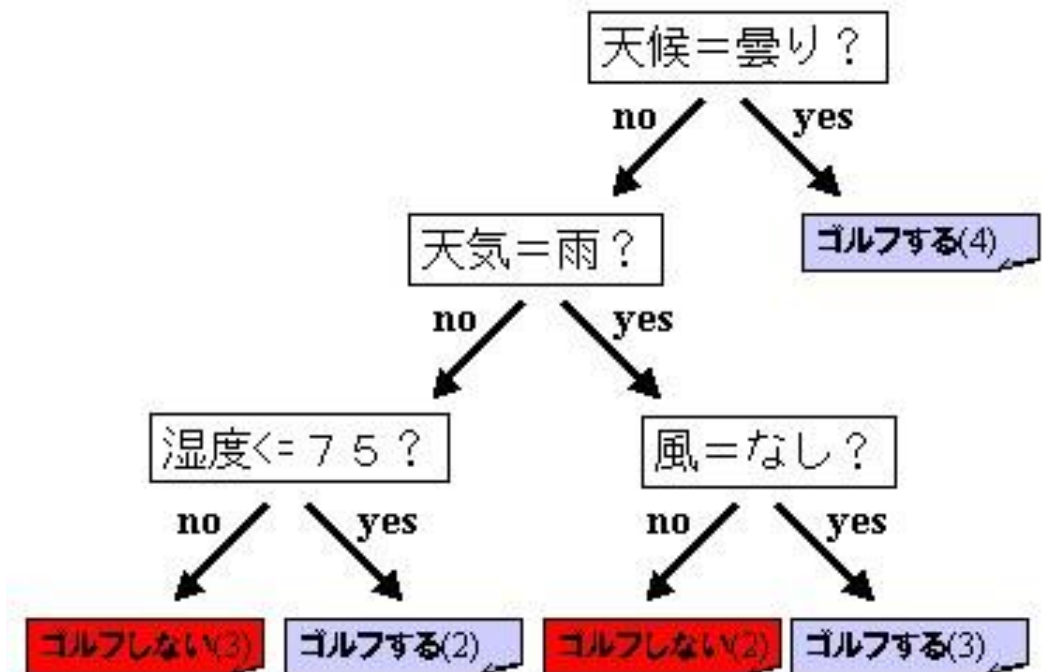 天候＝曇り？
no
yes
天気＝雨？
ゴルフする(4)
no
yes
湿度<=７５？
風＝なし？
no
yes
no
yes
ゴルフしない(3)
ゴルフする(2)
ゴルフしない(2)
ゴルフする(3)